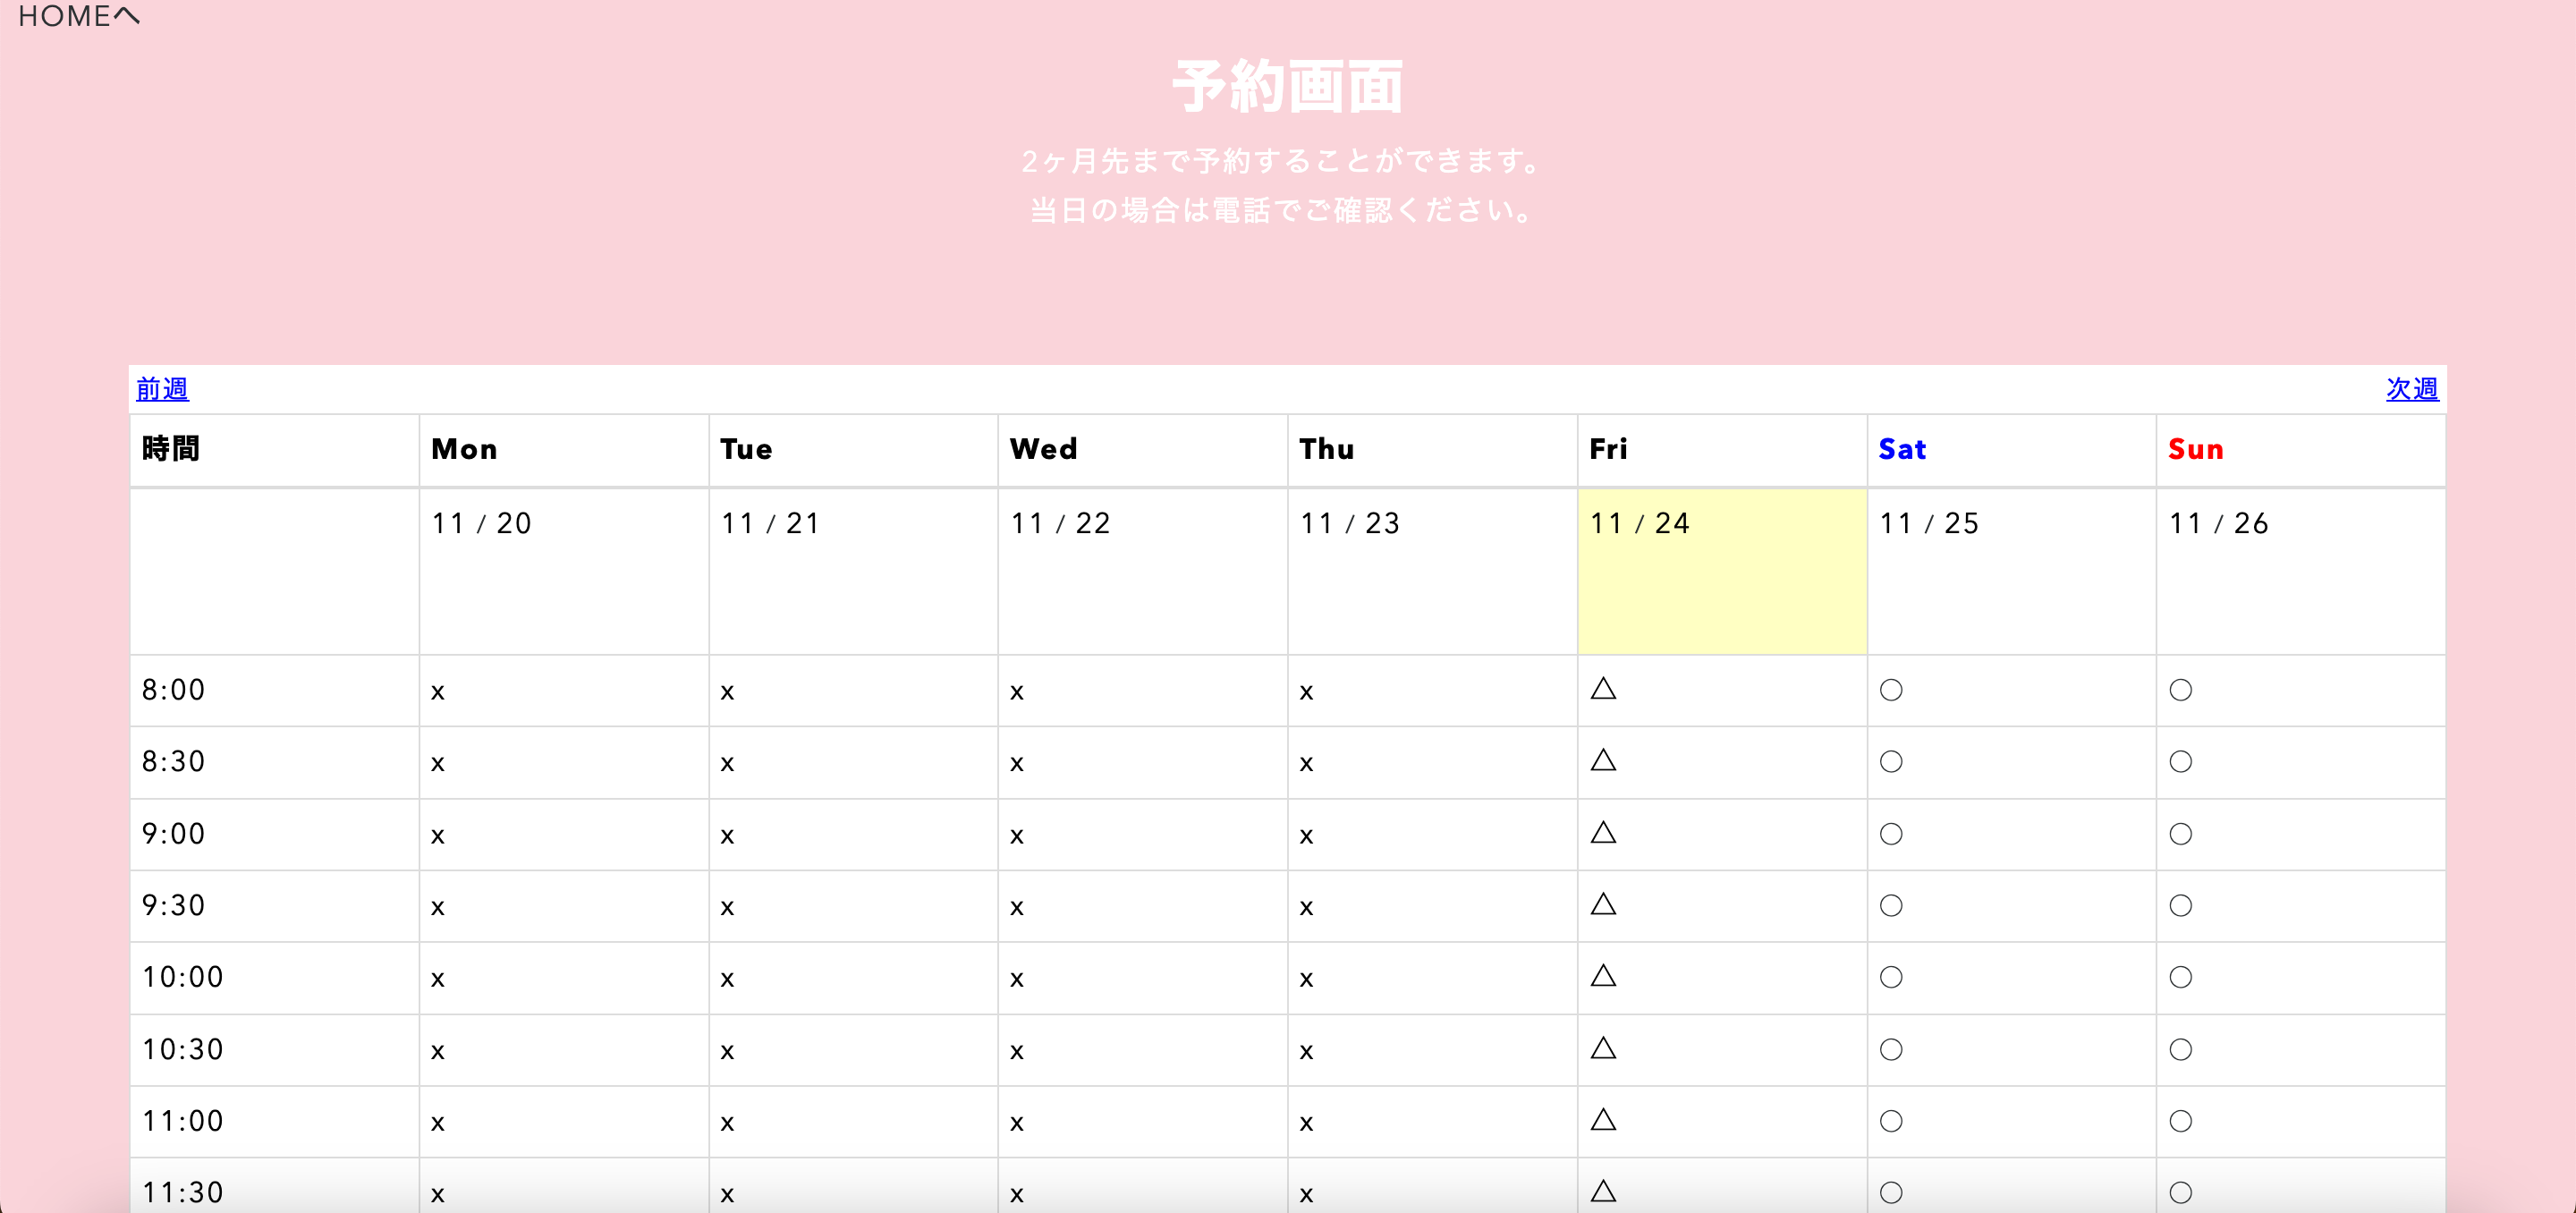 HOMEへ
予約画面
2ヶ月先まで予約することができます。
当日の場合は電話でご確認ください。
前週 次週
時間 Mon Tue Wed Thu Fri Sat Sun
11 / 20 11 / 21 11 / 22 11 / 23 11 / 24 11 / 25 11 / 26
8:00 x x x x △ ○ ○
8:30 x x x x △ ○ ○
9:00 x x x x △ ○ ○
9:30 x x x x △ ○ ○
10:00 x x x x △ ○ ○
10:30 x x x x △ ○ ○
11:00 x x x x △ ○ ○
11:30 x x x x △ ○ ○